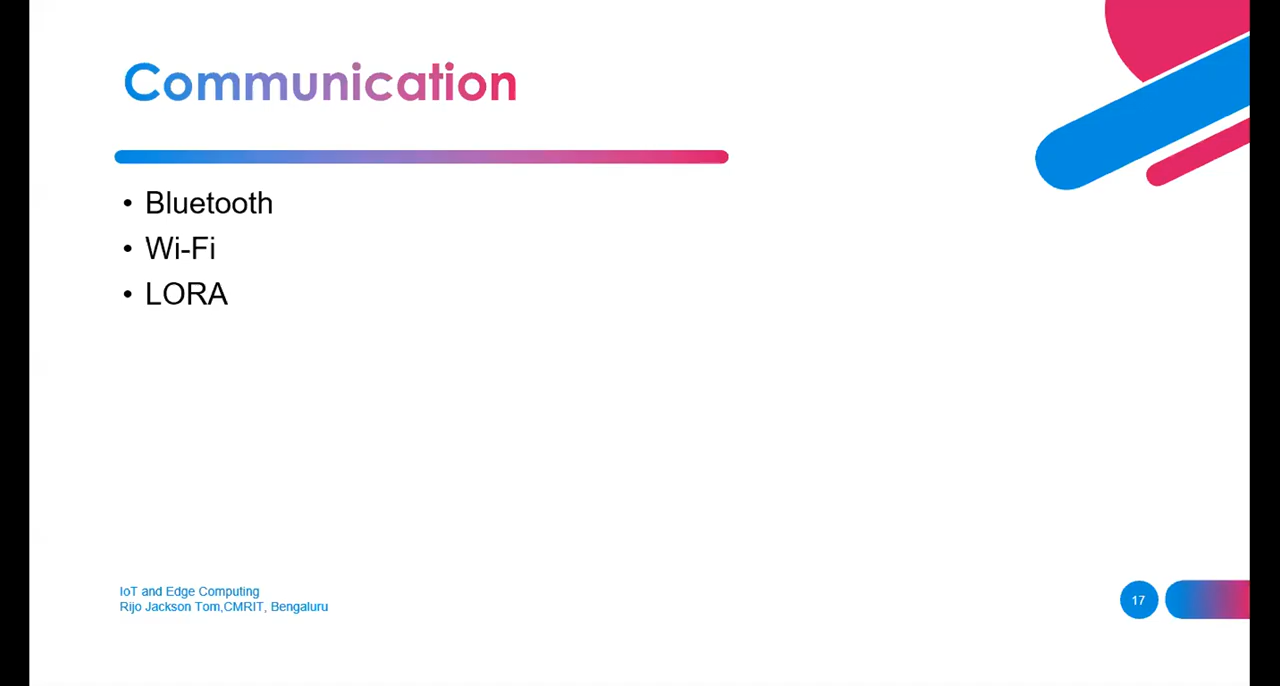 Communication
• Bluetooth
• Wi-Fi
• LORA
IoT and Edge Computing
Rijo Jackson Tom,CMRIT, Bengaluru
17